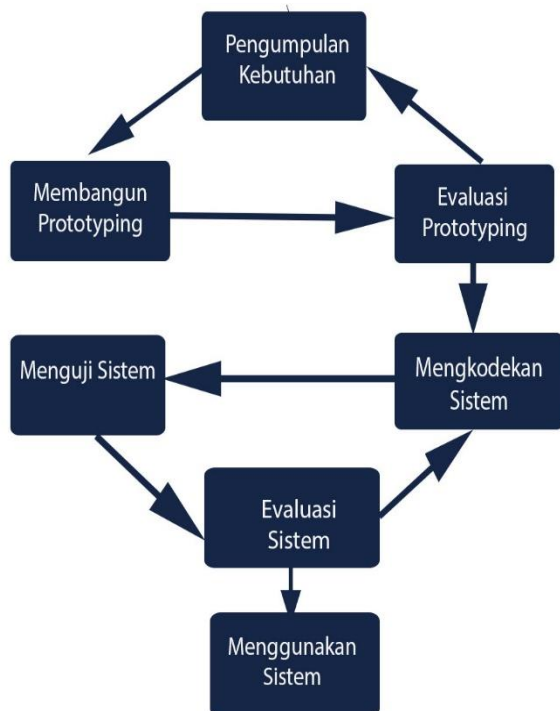 Pengumpulan
Kebutuhan
Membangun
Prototyping
Evaluasi
Prototyping
Menguji Sistem
Mengkodekan
Sistem
Evaluasi
Sistem
Menggunakan
Sistem